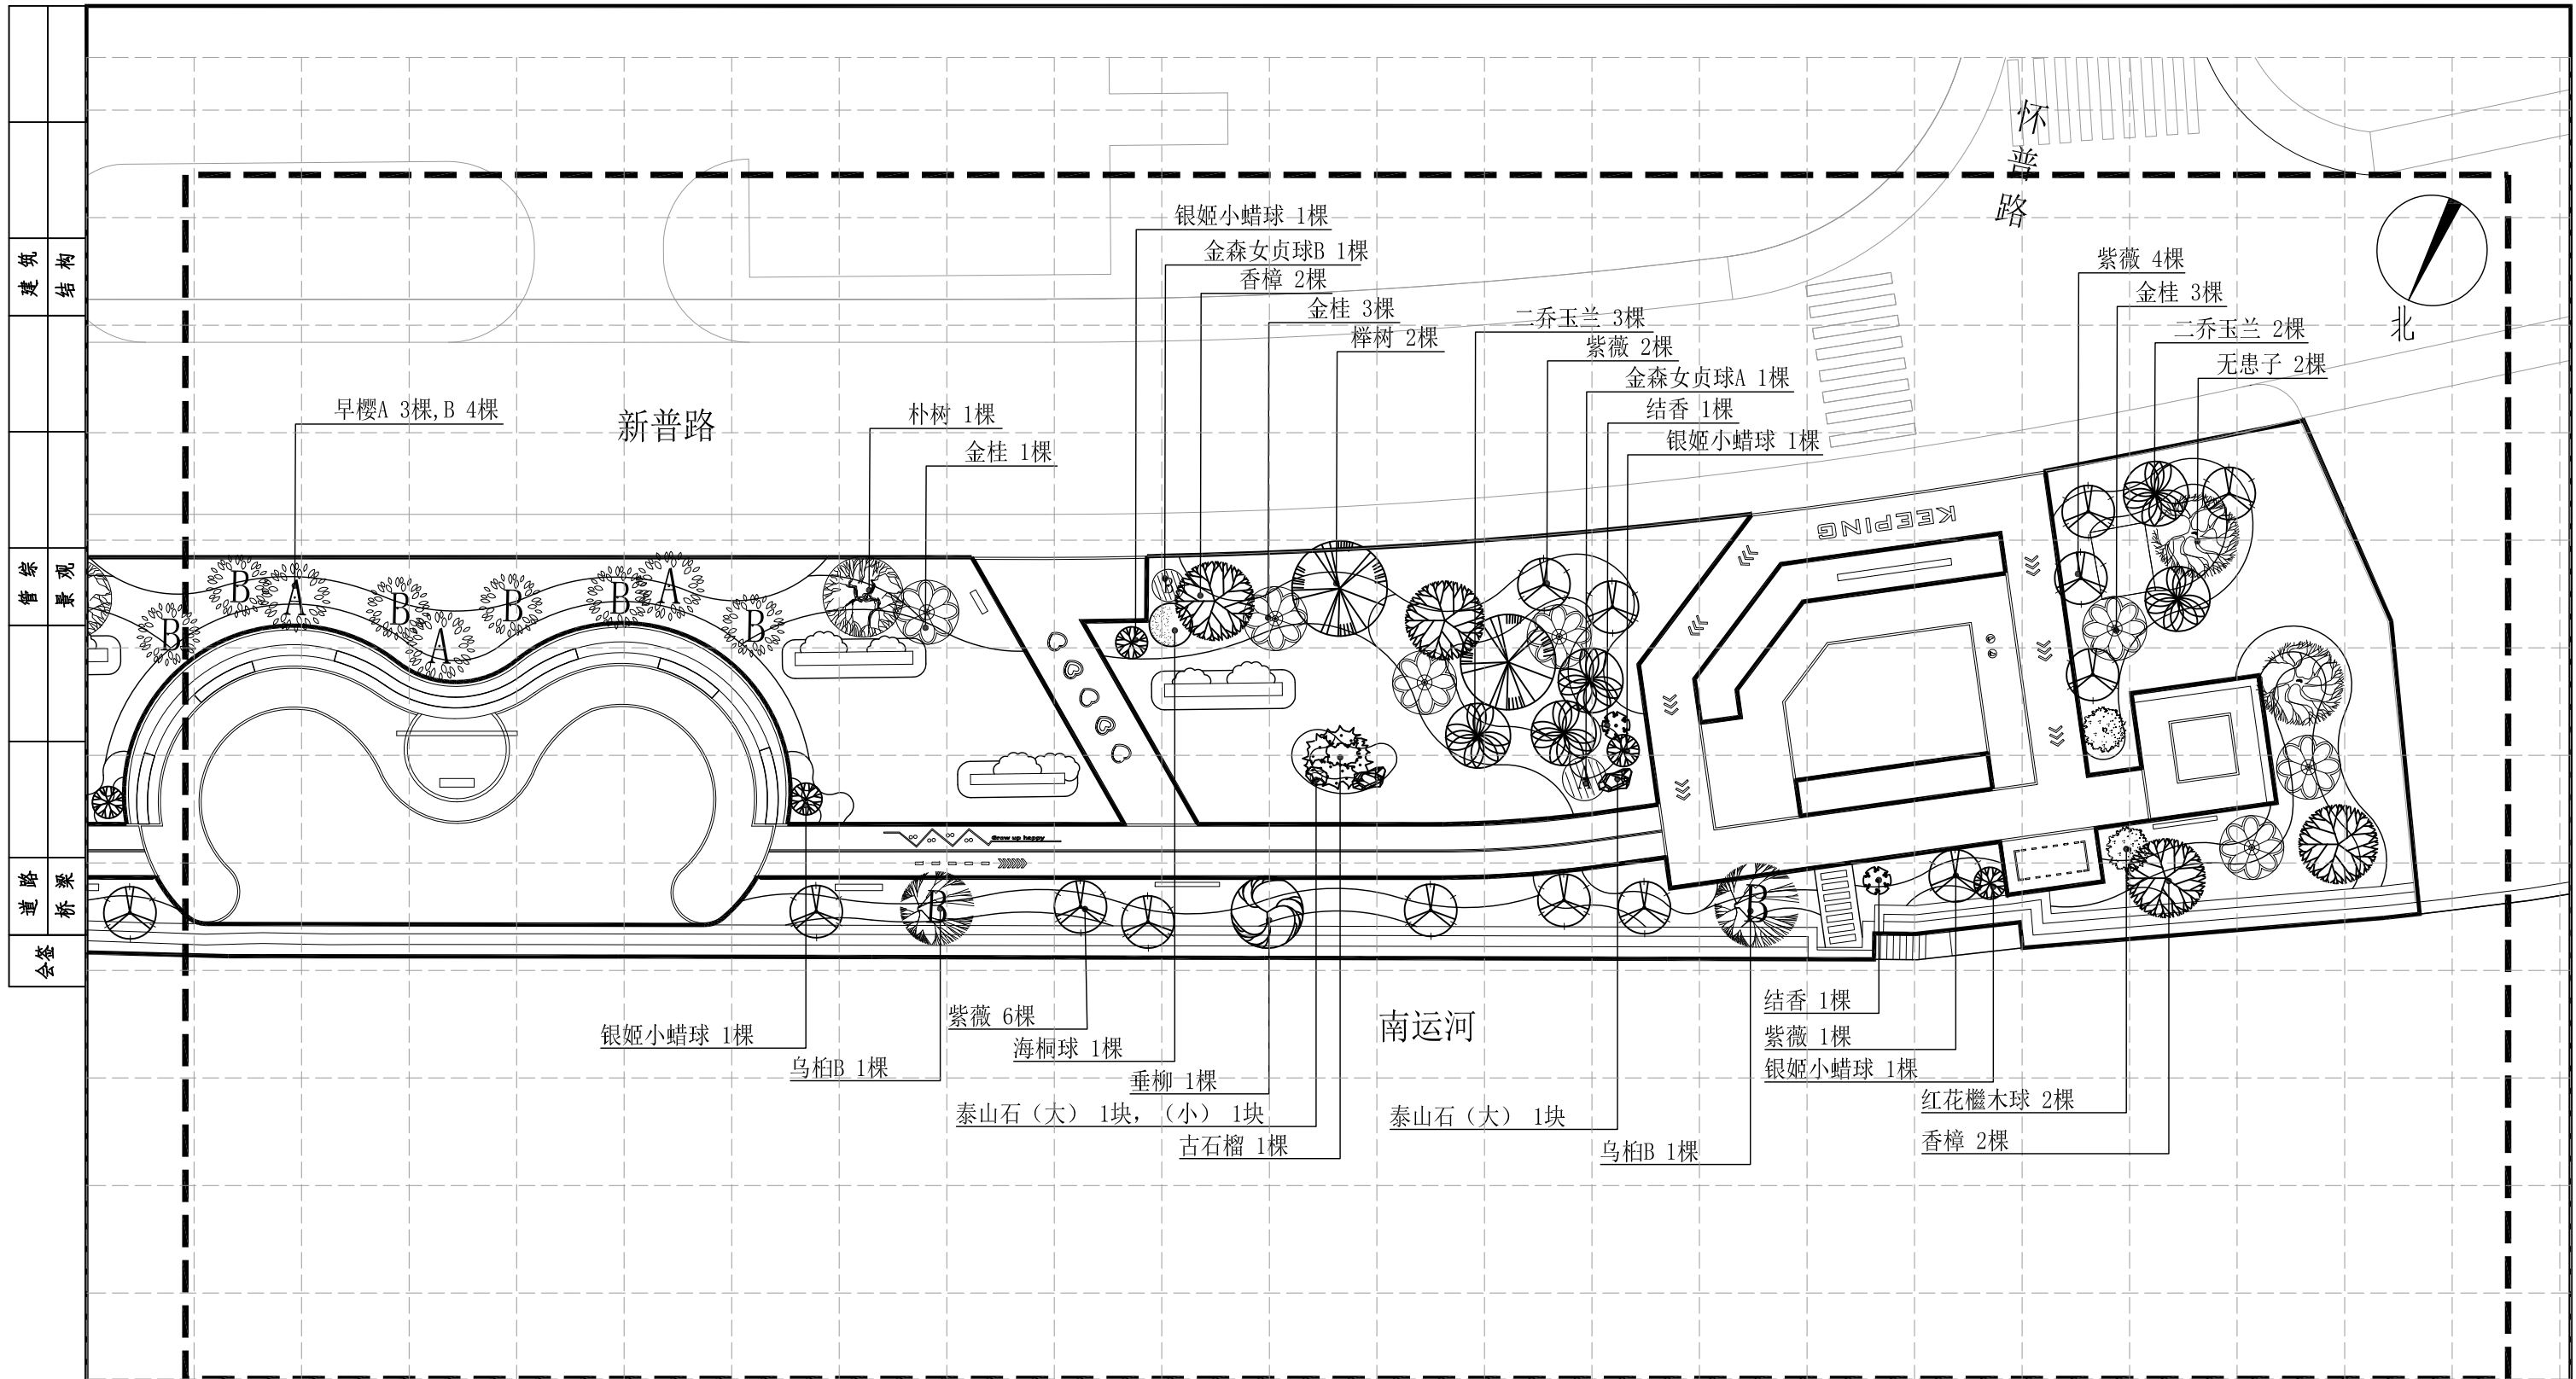 怀普路
银姬小蜡球 1棵
金森女贞球B 1棵
香樟 2棵
金桂 3棵
榉树 2棵
二乔玉兰 3棵
紫薇 2棵
金森女贞球A 1棵
结香 1棵
银姬小蜡球 1棵
紫薇 4棵
金桂 3棵
二乔玉兰 2棵
无患子 2棵
北
早樱A 3棵,B 4棵
新普路
朴树 1棵
金桂 1棵
建筑
结构
管综
景观
道路
桥梁
会签
KEEPING
B
A
B
B
A
B
B
A
B
B
A
Grow up happy
B
B
银姬小蜡球 1棵
乌桕B 1棵
紫薇 6棵
海桐球 1棵
垂柳 1棵
泰山石（大） 1块，（小） 1块
古石榴 1棵
南运河
泰山石（大） 1块
乌桕B 1棵
结香 1棵
紫薇 1棵
银姬小蜡球 1棵
红花檵木球 2棵
香樟 2棵